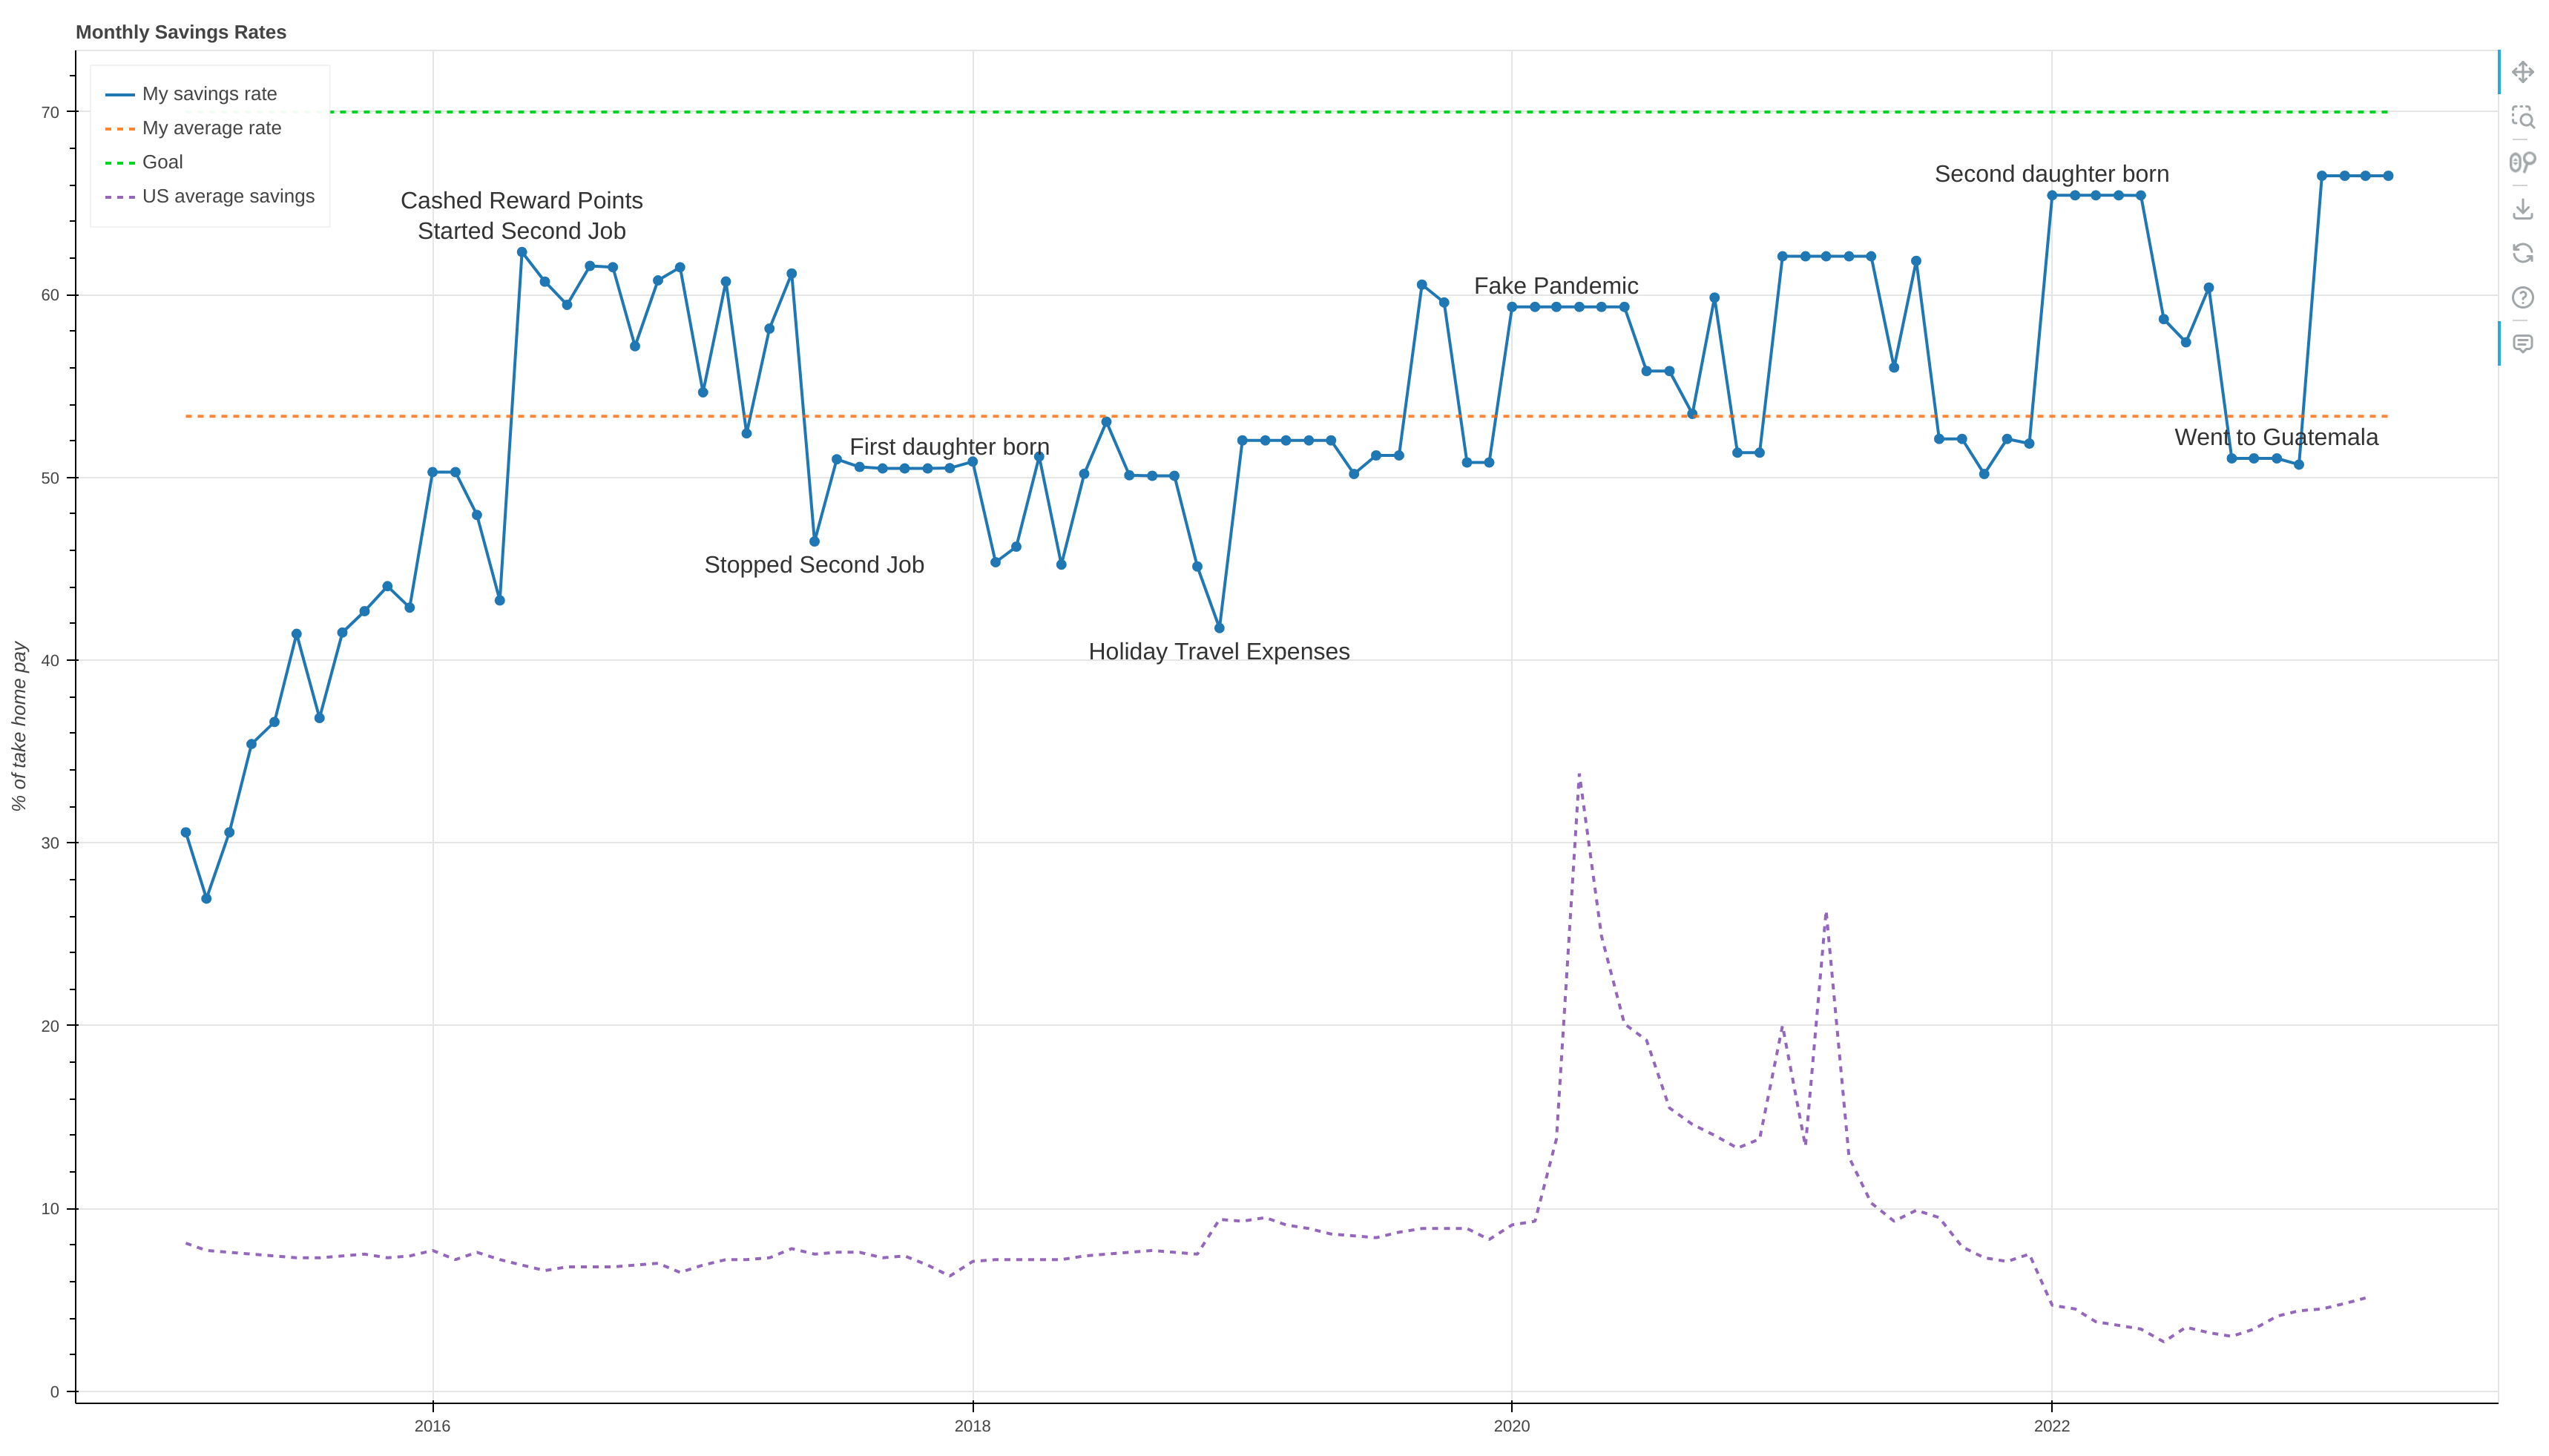 Monthly Savings Rates
My savings rate
My average rate
Goal
US average savings
70
60
50
40
30
20
10
0
% of take home pay
Cashed Reward Points
Started Second Job
Second daughter born
Fake Pandemic
First daughter born
Went to Guatemala
Stopped Second Job
Holiday Travel Expenses
2016
2018
2020
2022